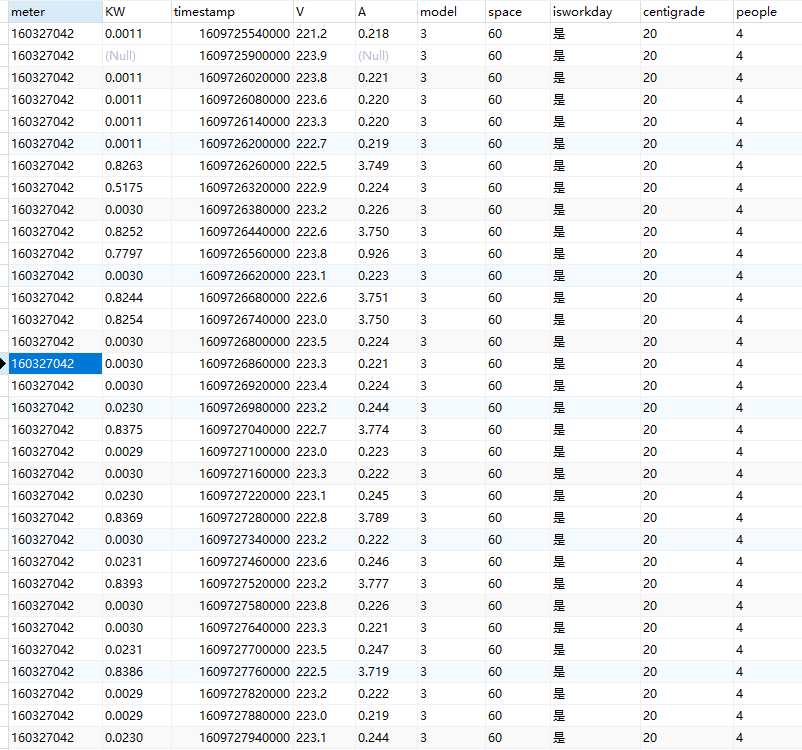 meter KW timestamp V A model space isworkday centigrade people
160327042 0.0011 1609725540000 221.2 0.218 3 60 是 20 4
160327042 (Null) 1609725900000 223.9 (Null) 3 60 是 20 4
160327042 0.0011 1609726020000 223.8 0.221 3 60 是 20 4
160327042 0.0011 1609726080000 223.6 0.220 3 60 是 20 4
160327042 0.0011 1609726140000 223.3 0.220 3 60 是 20 4
160327042 0.0011 1609726200000 222.7 0.219 3 60 是 20 4
160327042 0.8263 1609726260000 222.5 3.749 3 60 是 20 4
160327042 0.5175 1609726320000 222.9 0.224 3 60 是 20 4
160327042 0.0030 1609726380000 223.2 0.226 3 60 是 20 4
160327042 0.8252 1609726440000 222.6 3.750 3 60 是 20 4
160327042 0.7797 1609726560000 223.8 0.926 3 60 是 20 4
160327042 0.0030 1609726620000 223.1 0.223 3 60 是 20 4
160327042 0.8244 1609726680000 222.6 3.751 3 60 是 20 4
160327042 0.8254 1609726740000 223.0 3.750 3 60 是 20 4
160327042 0.0030 1609726800000 223.5 0.224 3 60 是 20 4
160327042 0.0030 1609726860000 223.3 0.221 3 60 是 20 4
160327042 0.0030 1609726920000 223.4 0.224 3 60 是 20 4
160327042 0.0230 1609726980000 223.2 0.244 3 60 是 20 4
160327042 0.8375 1609727040000 222.7 3.774 3 60 是 20 4
160327042 0.0029 1609727100000 223.0 0.223 3 60 是 20 4
160327042 0.0030 1609727160000 223.3 0.222 3 60 是 20 4
160327042 0.0230 1609727220000 223.1 0.245 3 60 是 20 4
160327042 0.8369 1609727280000 222.8 3.789 3 60 是 20 4
160327042 0.0030 1609727340000 223.2 0.222 3 60 是 20 4
160327042 0.0231 1609727460000 223.6 0.246 3 60 是 20 4
160327042 0.8393 1609727520000 223.2 3.777 3 60 是 20 4
160327042 0.0030 1609727580000 223.8 0.226 3 60 是 20 4
160327042 0.0030 1609727640000 223.3 0.221 3 60 是 20 4
160327042 0.0231 1609727700000 223.5 0.247 3 60 是 20 4
160327042 0.8386 1609727760000 222.5 3.719 3 60 是 20 4
160327042 0.0029 1609727820000 223.2 0.222 3 60 是 20 4
160327042 0.0029 1609727880000 223.0 0.219 3 60 是 20 4
160327042 0.0230 1609727940000 223.1 0.244 3 60 是 20 4